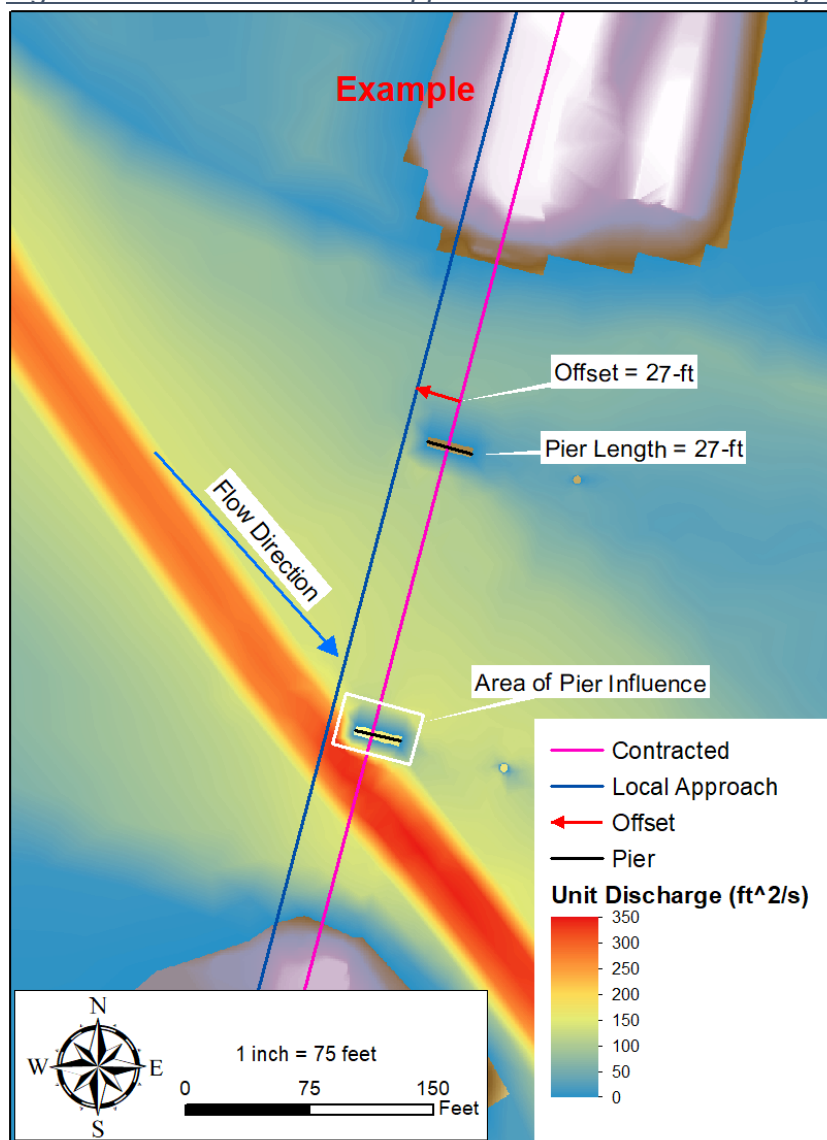 Example
Offset = 27-ft
Pier Length = 27-ft
Flow Direction
Area of Pier Influence
Contracted
Local Approach
Offset
Pier
Unit Discharge (ft^2/s)
350
300
250
200
150
100
50
0
N
W E
S
1 inch = 75 feet
0 75 150
Feet